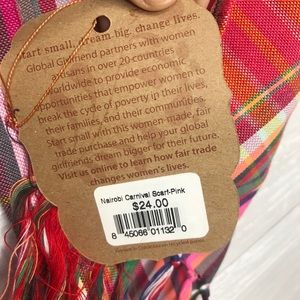 start small. dream big. change lives.
Global Girlfriend partners with women
artisans in over 20 countries
worldwide to provide economic
opportunities that empower women to
break the cycle of poverty in their lives,
their families, and their communities.
Start small with this women-made, fair
trade purchase and help your global
girlfriends dream bigger for their future.
Visit us online to learn how fair trade
changes women's lives.
Nairobi Carnival Scarf-Pink
$24.00
8 45066 01132 0